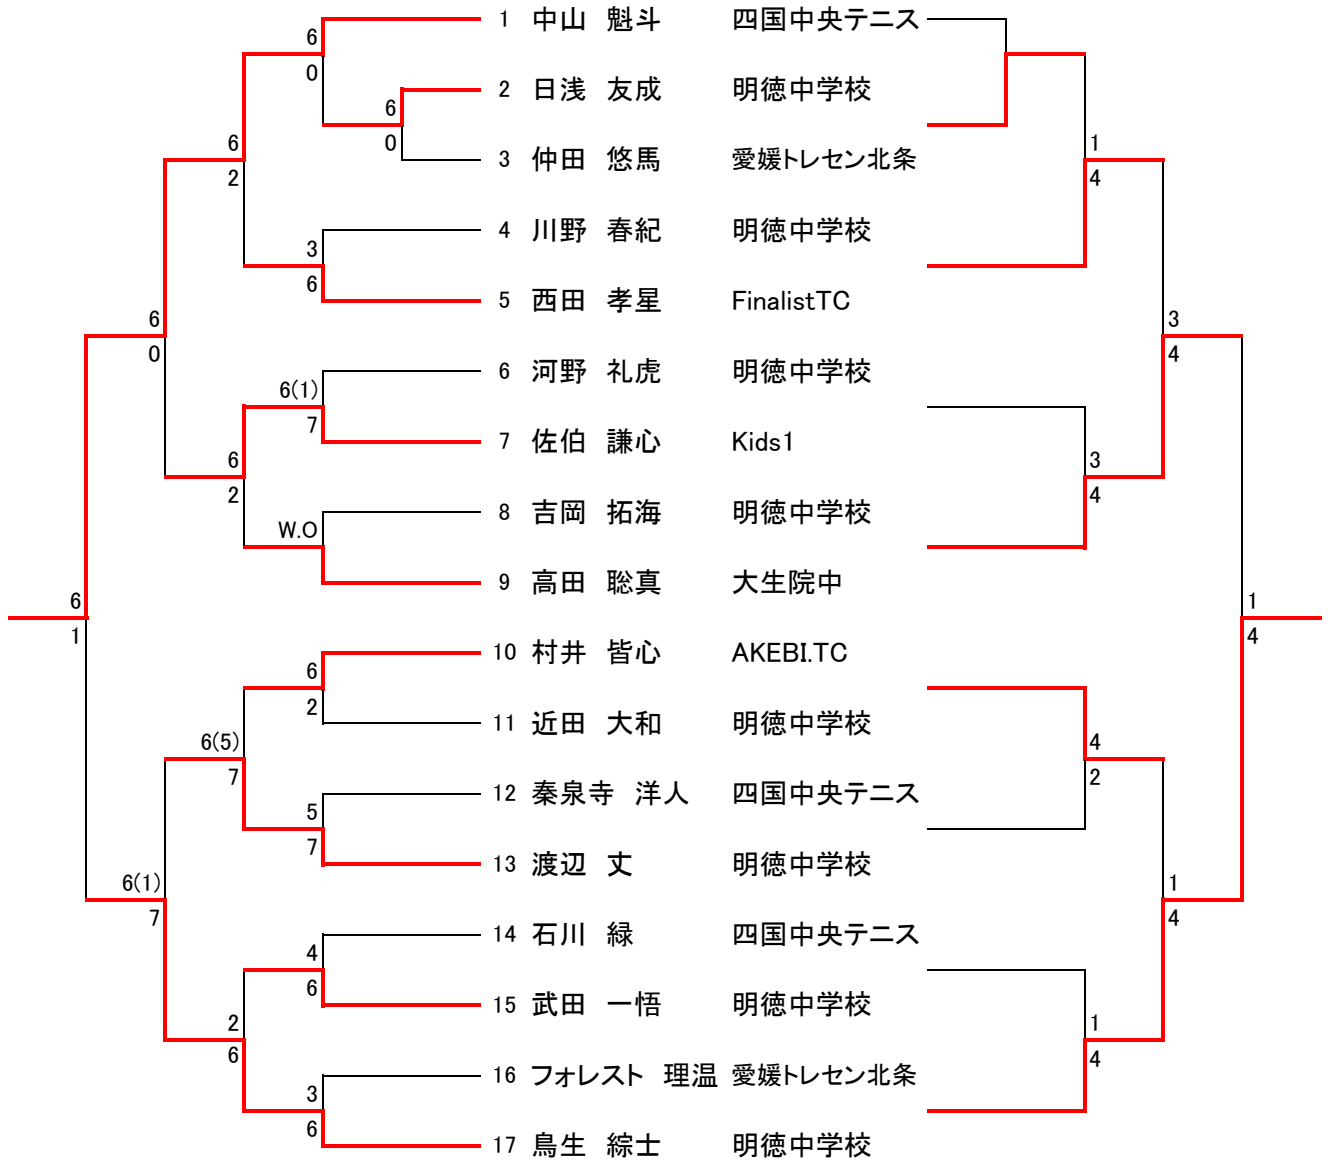 1 中山 魁斗 四国中央テニス
6
0
2 日浅 友成 明徳中学校
6
0
1
6
3 仲田 悠馬 愛媛トレセン北条
2
4
4 川野 春紀 明徳中学校
3
6
5 西田 孝星 FinalistTC
6
3
0
4
6 河野 礼虎 明徳中学校
6(1)
7
7 佐伯 謙心 Kids1
6
3
2
4
8 吉岡 拓海 明徳中学校
W.O
9 高田 聡真 大生院中
6
1
1
4
10 村井 皆心 AKEBI.TC
6
2
11 近田 大和 明徳中学校
6(5)
4
7
2
12 秦泉寺 洋人 四国中央テニス
5
7
13 渡辺 丈 明徳中学校
6(1)
1
7
4
14 石川 緑 四国中央テニス
4
6
15 武田 一悟 明徳中学校
2
1
6
4
16 フォレスト 理温 愛媛トレセン北条
3
6
17 鳥生 綜士 明徳中学校